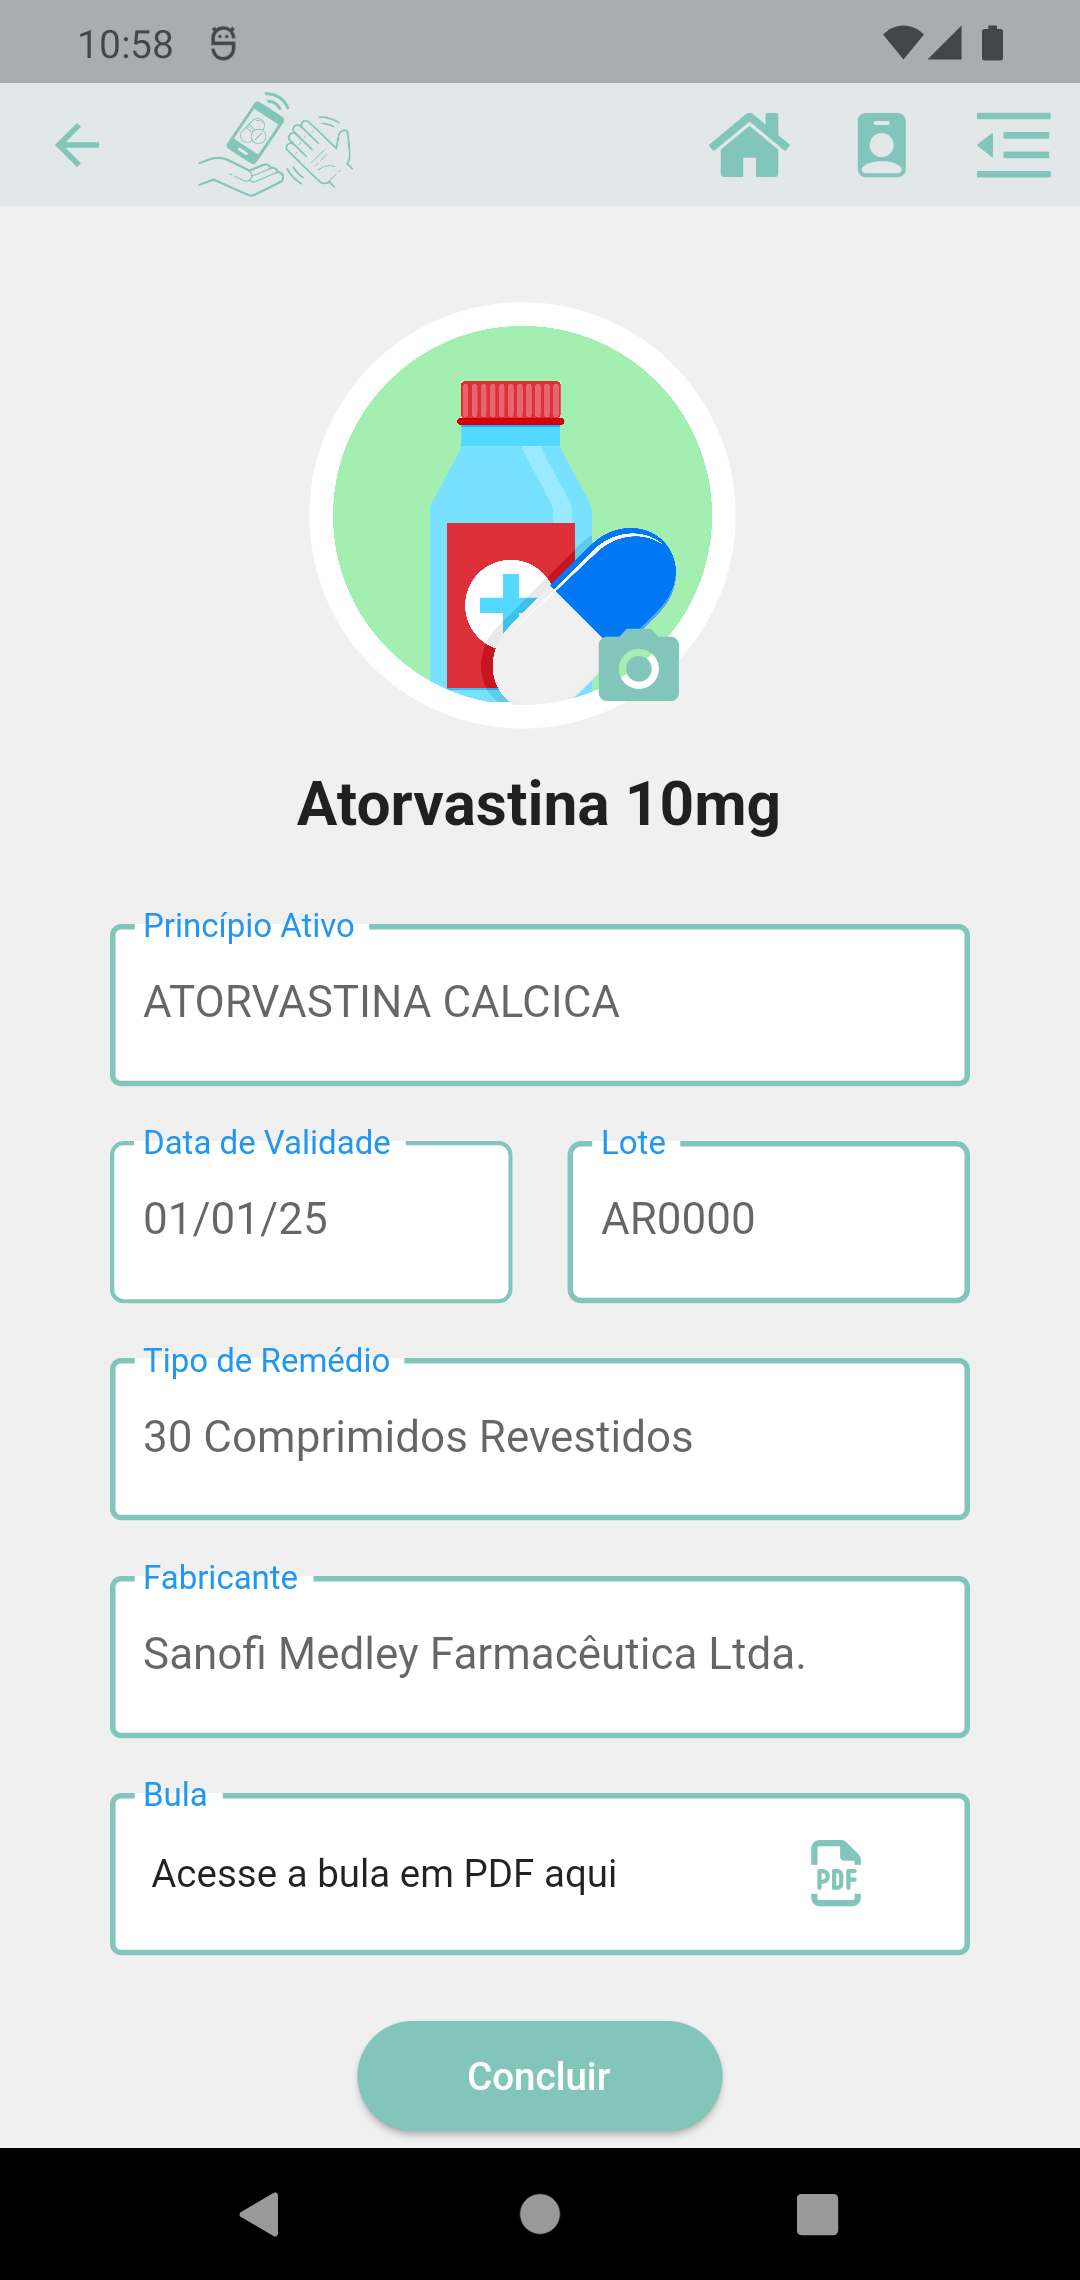 10:58
Atorvastina 10mg
Princípio Ativo
ATORVASTINA CALCICA
Data de Validade
Lote
01/01/25
AR0000
Tipo de Remédio
30 Comprimidos Revestidos
Fabricante
Sanofi Medley Farmacêutica Ltda.
Bula
Acesse a bula em PDF aqui
PDF
Concluir